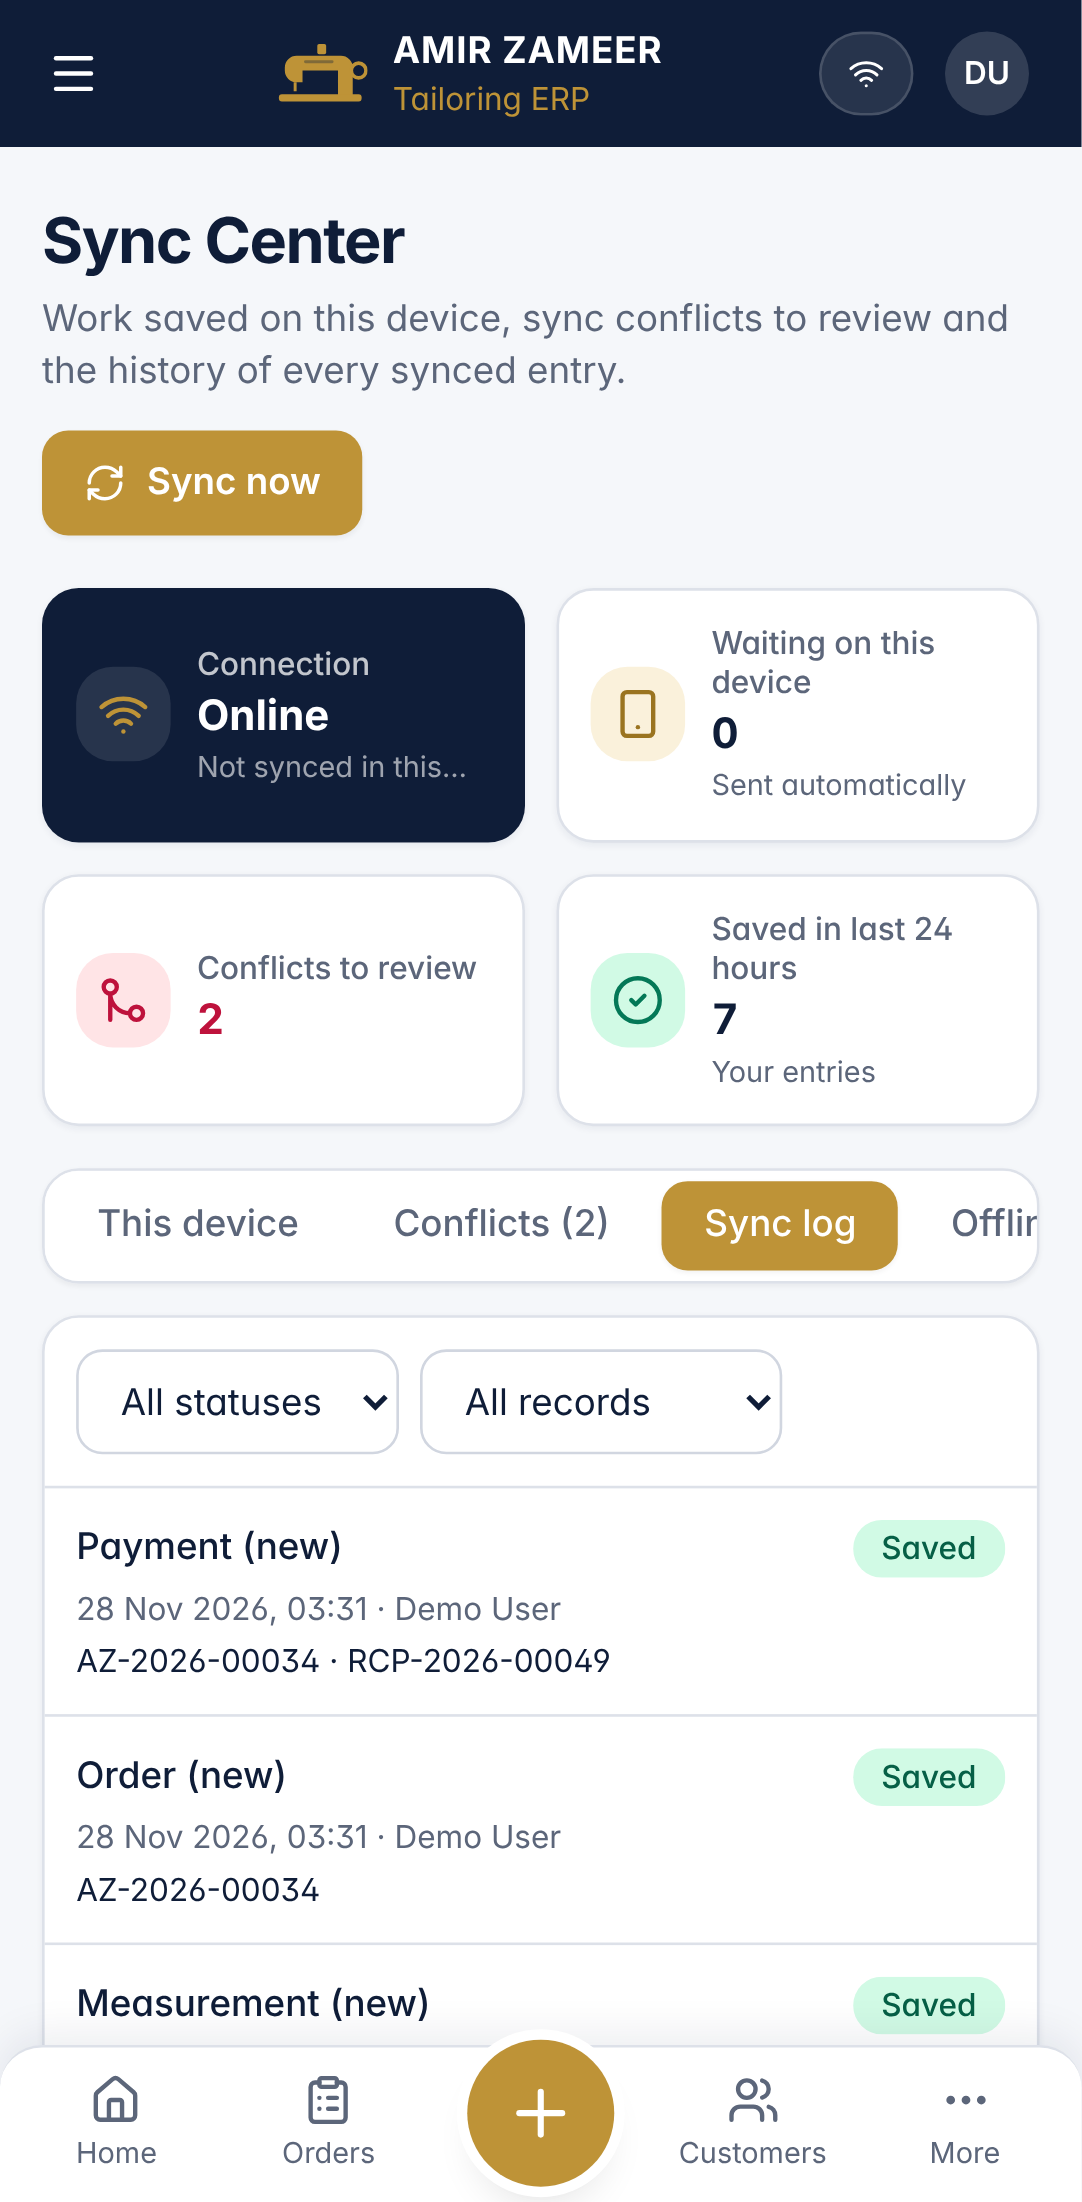 AMIR ZAMEER
Tailoring ERP
DU
Sync Center
Work saved on this device, sync conflicts to review and
the history of every synced entry.
Sync now
Connection
Online
Not synced in this...
Waiting on this
device
0
Sent automatically
Conflicts to review
2
Saved in last 24
hours
7
Your entries
This device
Conflicts (2)
Sync log
All statuses
All records
Payment (new)
Saved
28 Nov 2026, 03:31 · Demo User
AZ-2026-00034 · RCP-2026-00049
Order (new)
Saved
28 Nov 2026, 03:31 · Demo User
AZ-2026-00034
Measurement (new)
Saved
Home
Orders
Customers
More